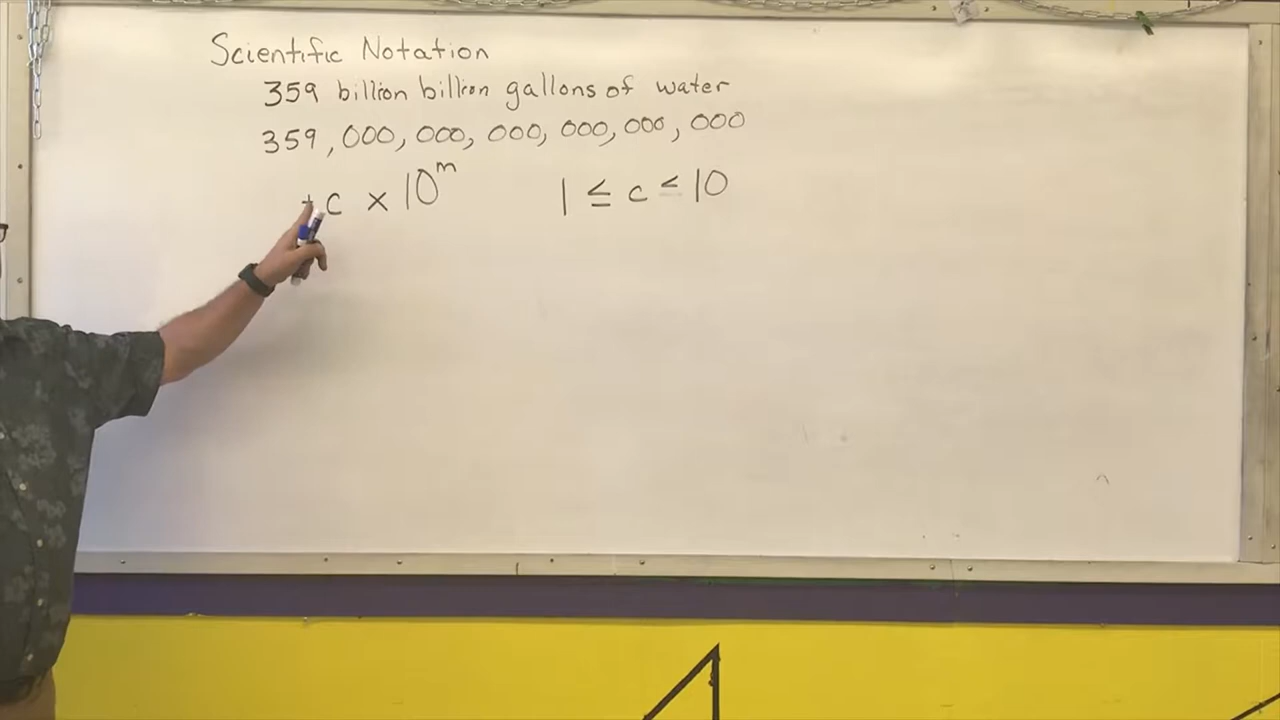 Scientific Notation
359 billion billion gallons of water
359,000,000,000,000,000,000
±c × 10^m 1 ≤ c ≤ 10